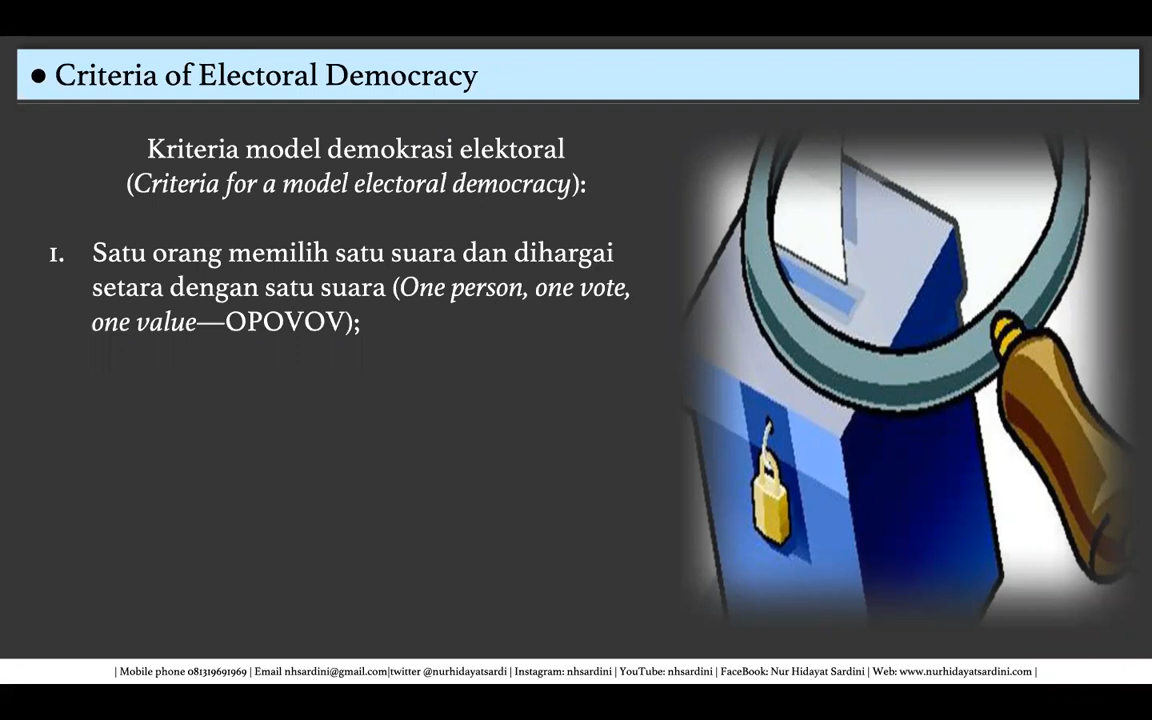 ● Criteria of Electoral Democracy
Kriteria model demokrasi elektoral
(Criteria for a model electoral democracy):
1. Satu orang memilih satu suara dan dihargai
setara dengan satu suara (One person, one vote,
one value—OPOVOV);
| Mobile phone 081319691969 | Email nhsardini@gmail.com|twitter @nurhidayatsardi | Instagram: nhsardini | YouTube: nhsardini | FaceBook: Nur Hidayat Sardini | Web: www.nurhidayatsardini.com |